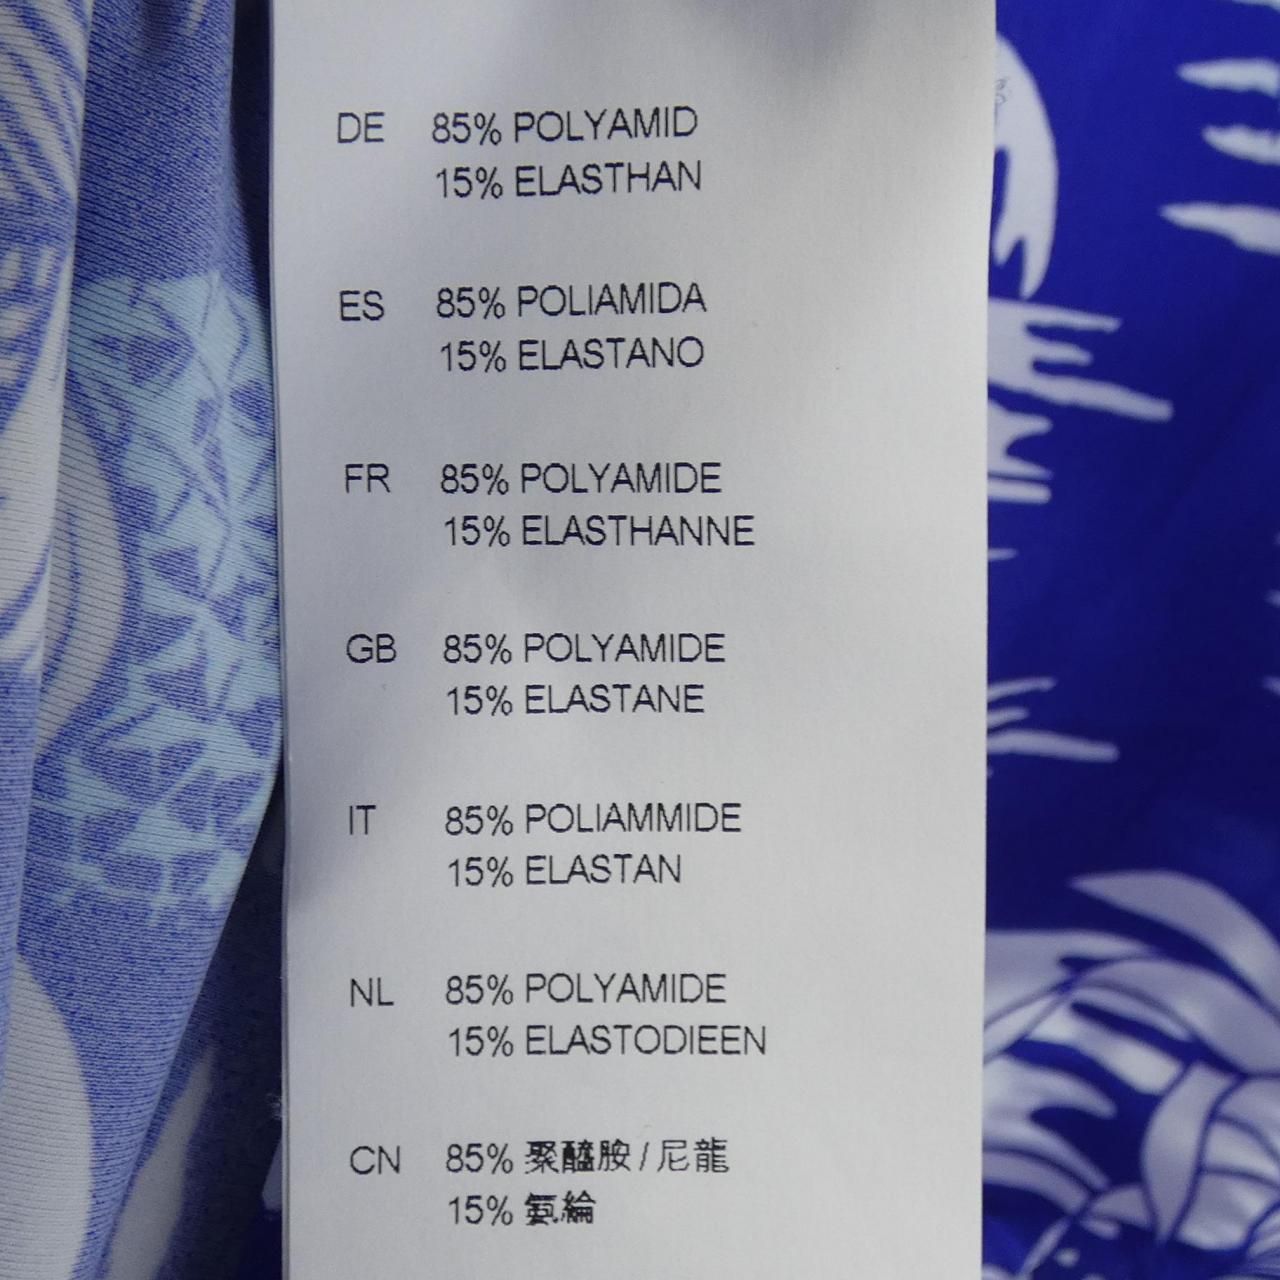 DE 85% POLYAMID
15% ELASTHAN
ES 85% POLIAMIDA
15% ELASTANO
FR 85% POLYAMIDE
15% ELASTHANNE
GB 85% POLYAMIDE
15% ELASTANE
IT 85% POLIAMMIDE
15% ELASTAN
NL 85% POLYAMIDE
15% ELASTODIEEN
CN 85% 聚醯胺 / 尼龍
15% 氨綸